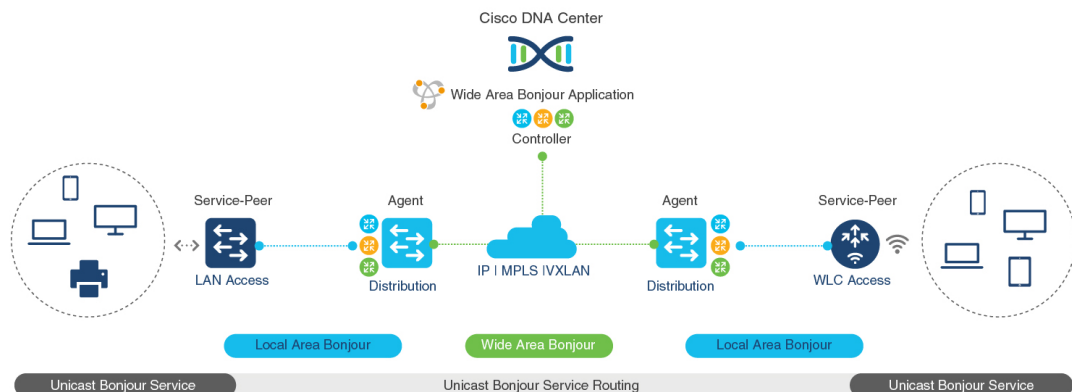 Cisco DNA Center
Wide Area Bonjour Application
Controller
Service-Peer
Agent
Agent
Service-Peer
LAN Access
Distribution
IP | MPLS |VXLAN
Distribution
WLC Access
Local Area Bonjour
Wide Area Bonjour
Local Area Bonjour
Unicast Bonjour Service
Unicast Bonjour Service Routing
Unicast Bonjour Service